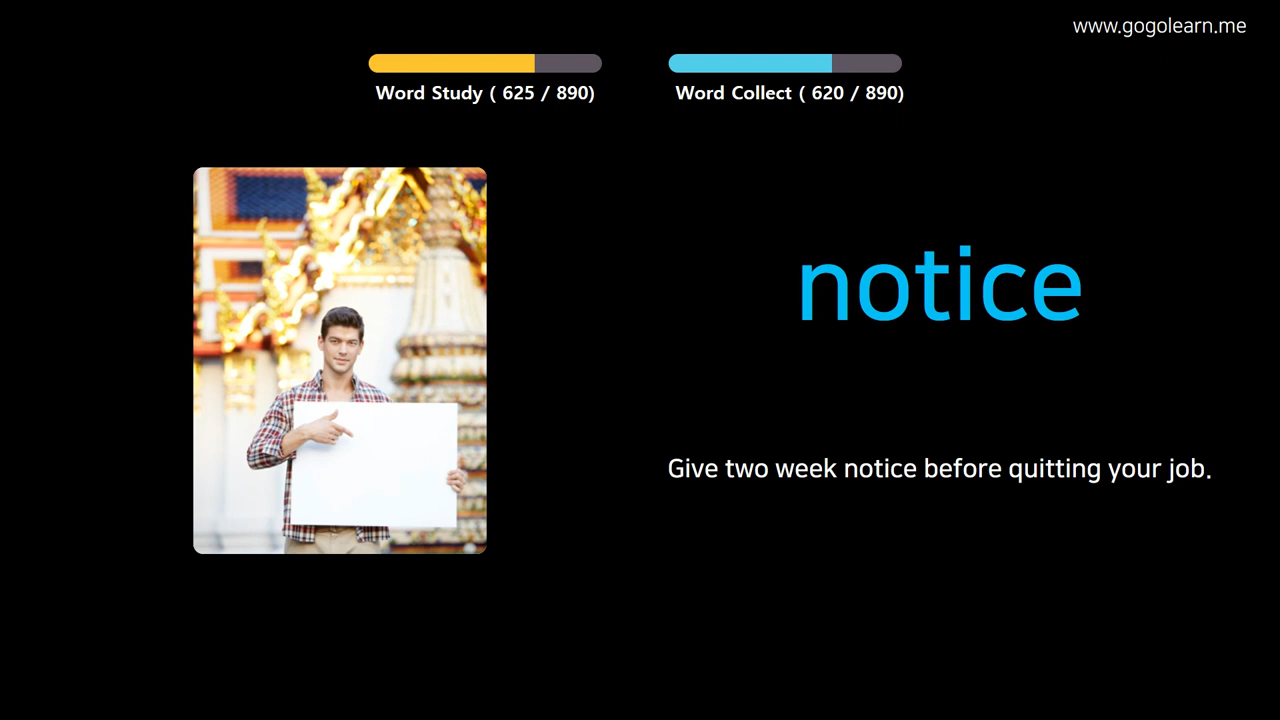 www.gogolearn.me
Word Study ( 625 / 890)
Word Collect ( 620 / 890)
notice
Give two week notice before quitting your job.